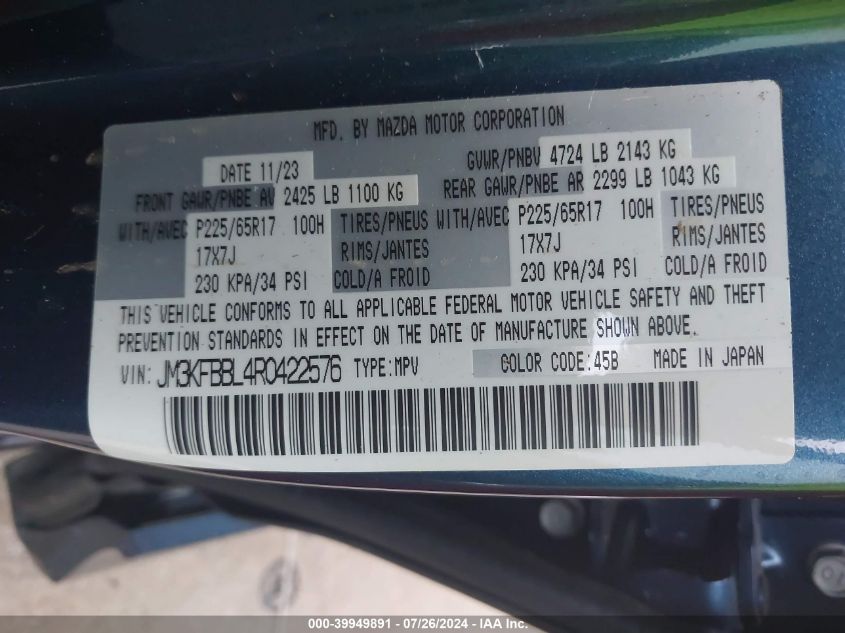 MFD. BY MAZDA MOTOR CORPORATION
DATE 11/23 GVWR/PNBV 4724 LB 2143 KG
FRONT GAWR/PNBE AV 2425 LB 1100 KG REAR GAWR/PNBE AR 2299 LB 1043 KG
WITH/AVEC P225/65R17 100H TIRES/PNEUS WITH/AVEC P225/65R17 100H TIRES/PNEUS
17X7J RIMS/JANTES 17X7J RIMS/JANTES
230 KPA/34 PSI COLD/A FROID 230 KPA/34 PSI COLD/A FROID
THIS VEHICLE CONFORMS TO ALL APPLICABLE FEDERAL MOTOR VEHICLE SAFETY AND THEFT
PREVENTION STANDARDS IN EFFECT ON THE DATE OF MANUFACTURE SHOWN ABOVE.
VIN: JM3KFBBL4R0422576 TYPE: MPV COLOR CODE: 45B MADE IN JAPAN
000-39949891 - 07/26/2024 - IAA Inc.